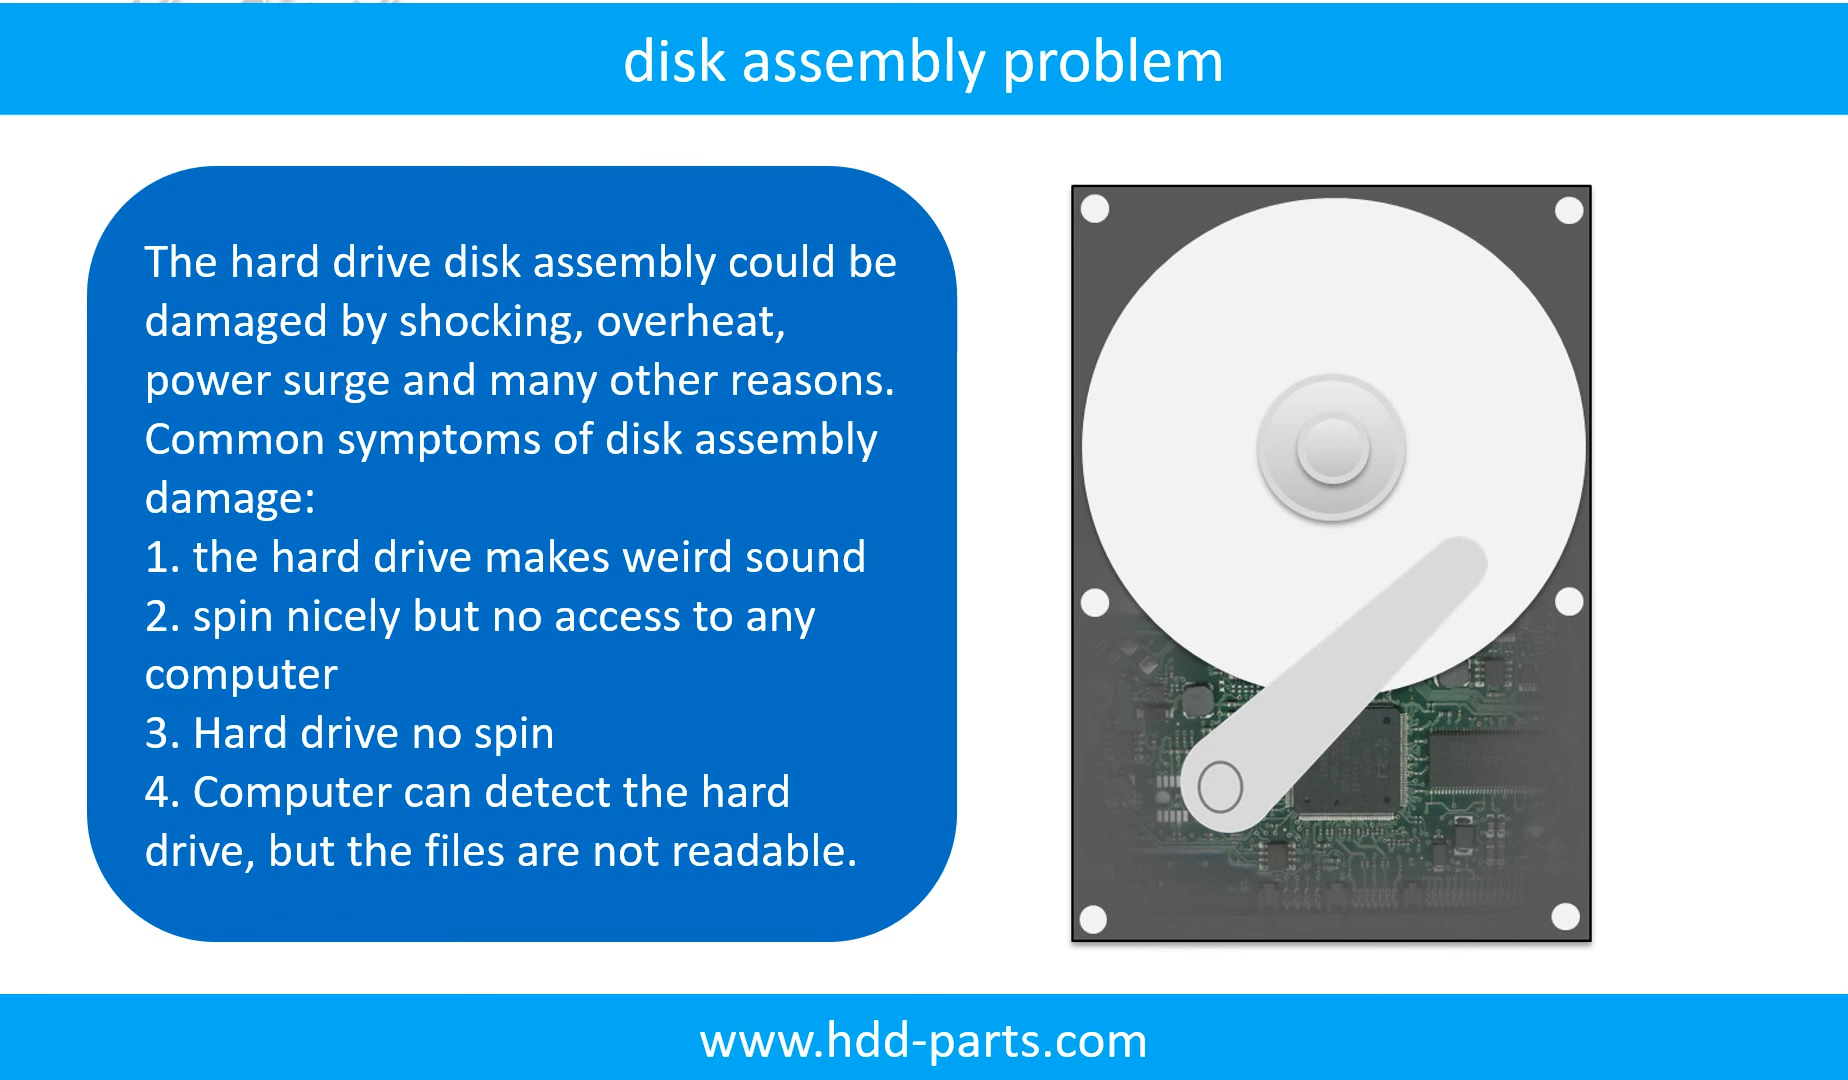 disk assembly problem
The hard drive disk assembly could be
damaged by shocking, overheat,
power surge and many other reasons.
Common symptoms of disk assembly
damage:
1. the hard drive makes weird sound
2. spin nicely but no access to any
computer
3. Hard drive no spin
4. Computer can detect the hard
drive, but the files are not readable.
www.hdd-parts.com